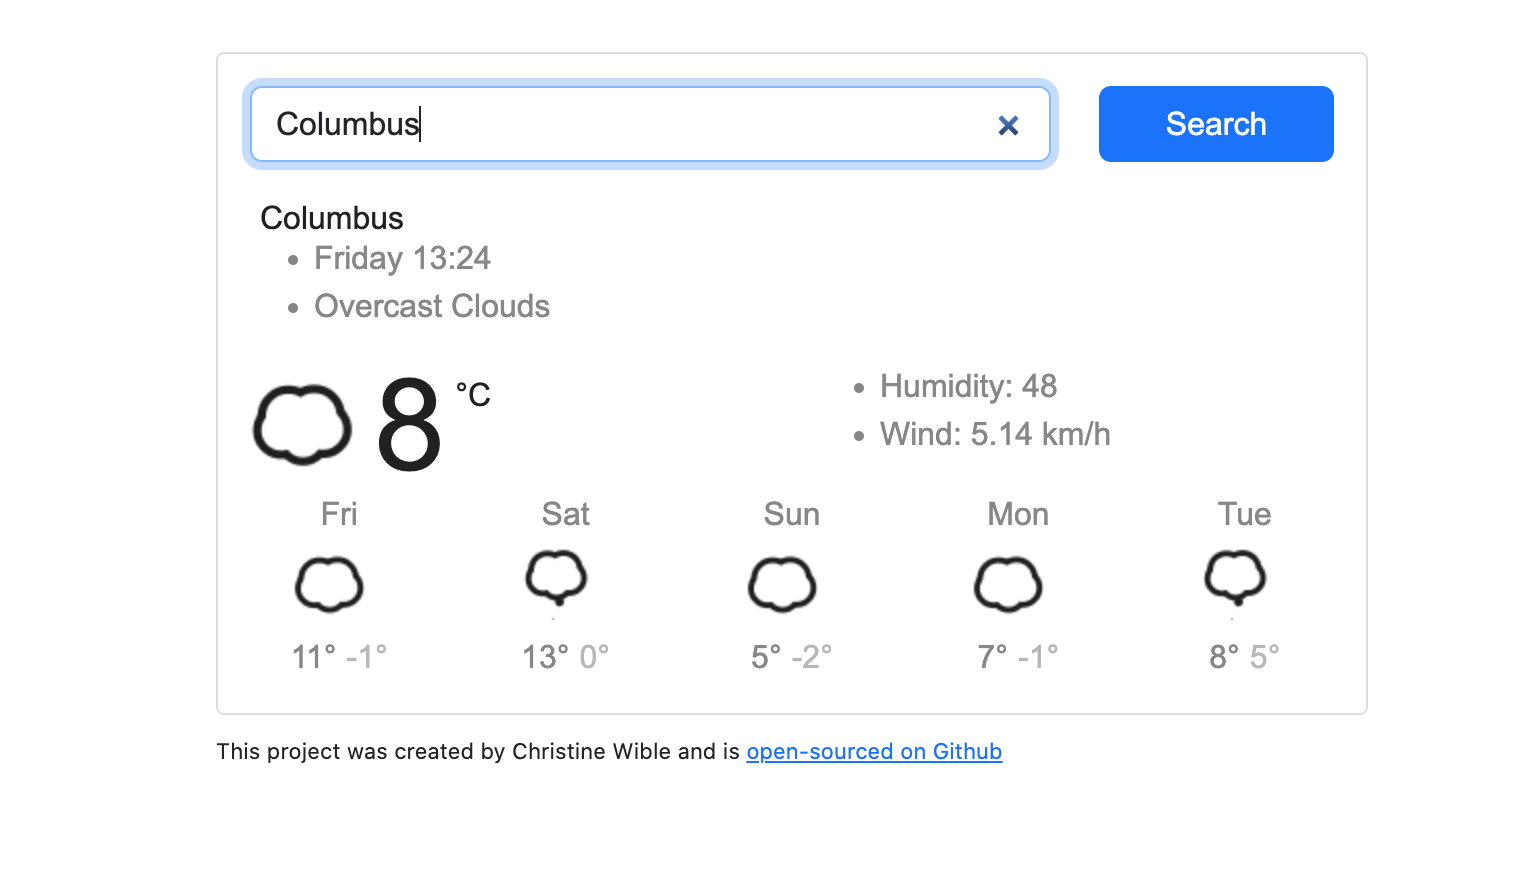 Columbus
Search
Columbus
Friday 13:24
Overcast Clouds
8 °C
Humidity: 48
Wind: 5.14 km/h
Fri Sat Sun Mon Tue
11° -1° 13° 0° 5° -2° 7° -1° 8° 5°
This project was created by Christine Wible and is open-sourced on Github